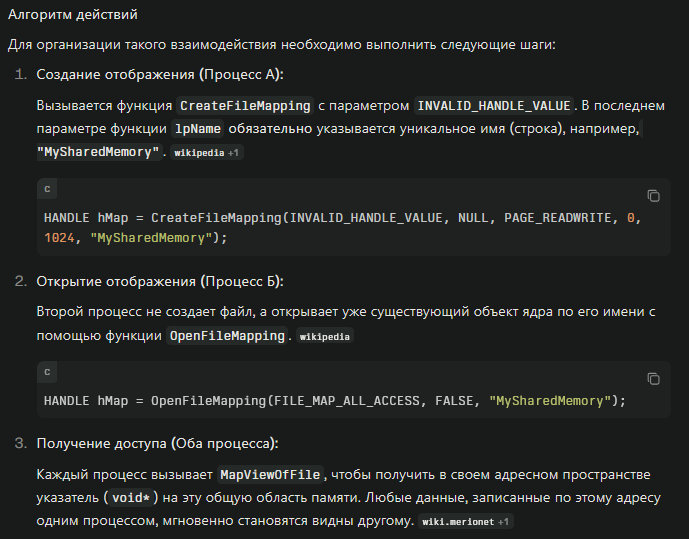 Алгоритм действий
Для организации такого взаимодействия необходимо выполнить следующие шаги:
1. Создание отображения (Процесс А):
Вызывается функция CreateFileMapping с параметром INVALID_HANDLE_VALUE. В последнем
параметре функции lpName обязательно указывается уникальное имя (строка), например,
"MySharedMemory". wikipedia +1
c
HANDLE hMap = CreateFileMapping(INVALID_HANDLE_VALUE, NULL, PAGE_READWRITE, 0,
1024, "MySharedMemory");
2. Открытие отображения (Процесс Б):
Второй процесс не создает файл, а открывает уже существующий объект ядра по его имени с
помощью функции OpenFileMapping. wikipedia
c
HANDLE hMap = OpenFileMapping(FILE_MAP_ALL_ACCESS, FALSE, "MySharedMemory");
3. Получение доступа (Оба процесса):
Каждый процесс вызывает MapViewOfFile, чтобы получить в своем адресном пространстве
указатель (void*) на эту общую область памяти. Любые данные, записанные по этому адресу
одним процессом, мгновенно становятся видны другому. wiki.merionet +1